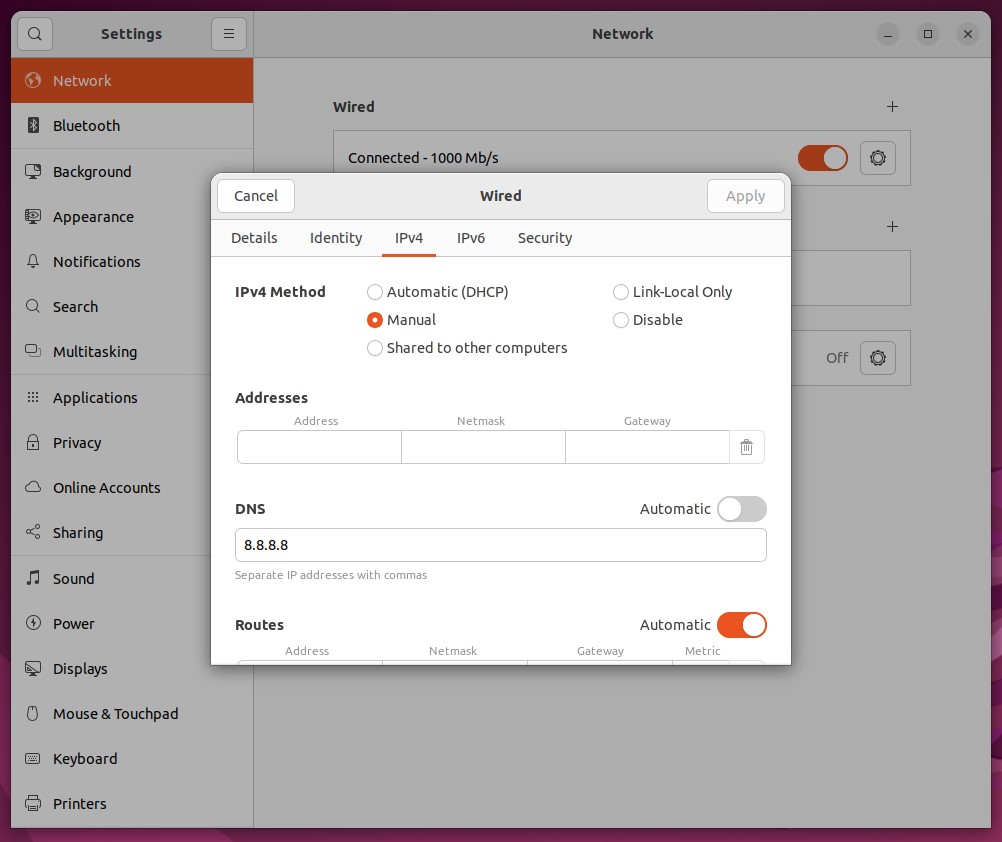 Settings
Network
Network
Bluetooth
Background
Appearance
Notifications
Search
Multitasking
Applications
Privacy
Online Accounts
Sharing
Sound
Power
Displays
Mouse & Touchpad
Keyboard
Printers
Wired
Connected - 1000 Mb/s
Off
Cancel
Wired
Apply
Details Identity IPv4 IPv6 Security
IPv4 Method
Automatic (DHCP)
Link-Local Only
Manual
Disable
Shared to other computers
Addresses
Address Netmask Gateway
DNS
Automatic
8.8.8.8
Separate IP addresses with commas
Routes
Automatic
Address Netmask Gateway Metric